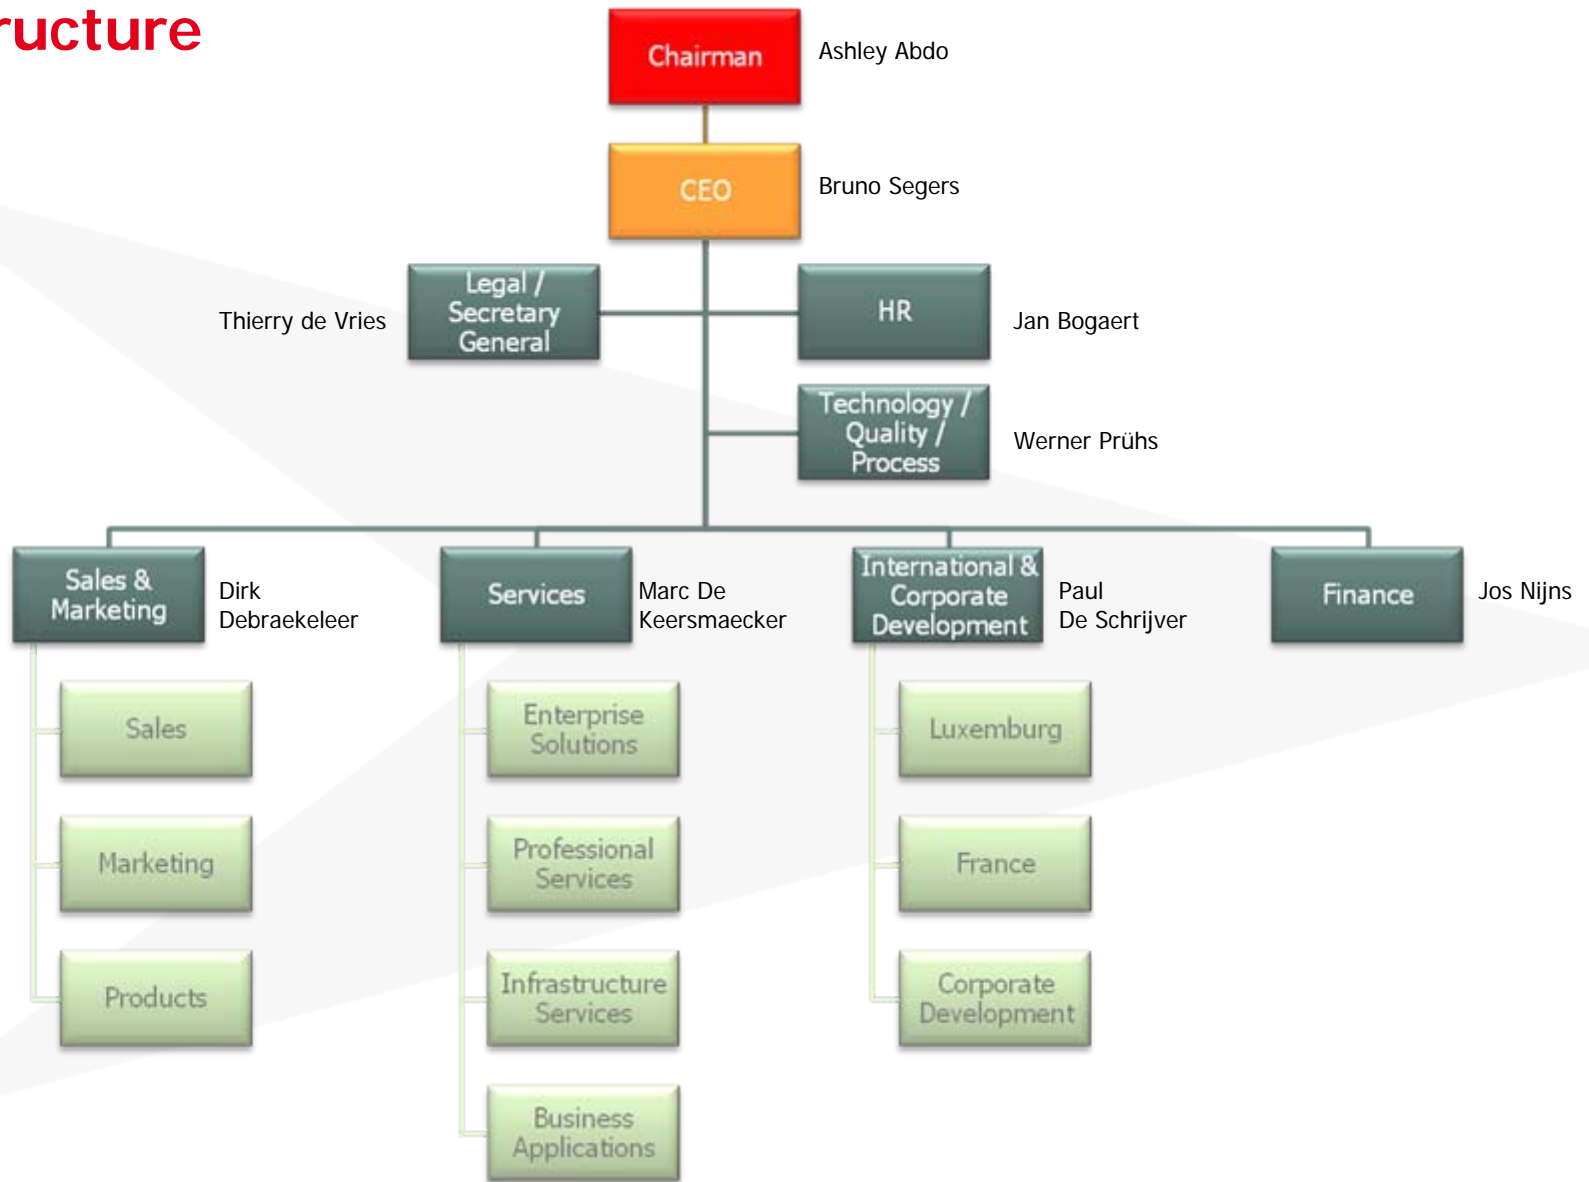 ructure
Chairman
Ashley Abdo
CEO
Bruno Segers
Thierry de Vries
Legal /
Secretary
General
HR
Jan Bogaert
Technology /
Quality /
Process
Werner Prühs
Sales &
Marketing
Dirk
Debraekeleer
Services
Marc De
Keersmaecker
International &
Corporate
Development
Paul
De Schrijver
Finance
Jos Nijns
Sales
Marketing
Products
Enterprise
Solutions
Professional
Services
Infrastructure
Services
Business
Applications
Luxemburg
France
Corporate
Development